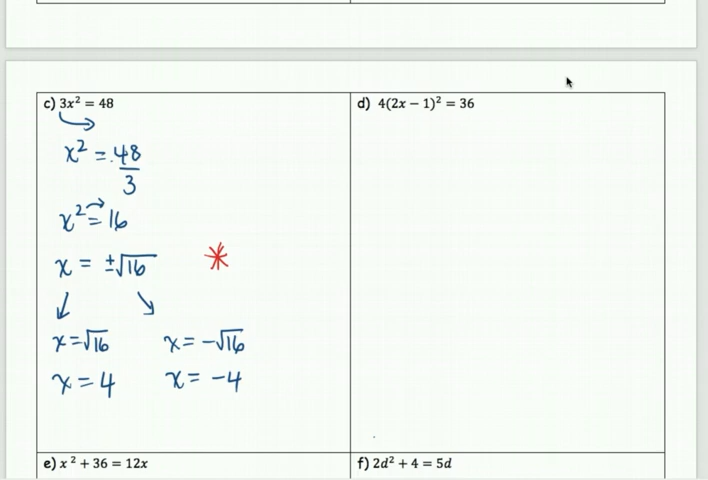 c) 3x² = 48
x² = 48/3
x² = 16
x = ±√16
x = √16 x = -√16
x = 4 x = -4
d) 4(2x − 1)² = 36
e) x² + 36 = 12x
f) 2d² + 4 = 5d